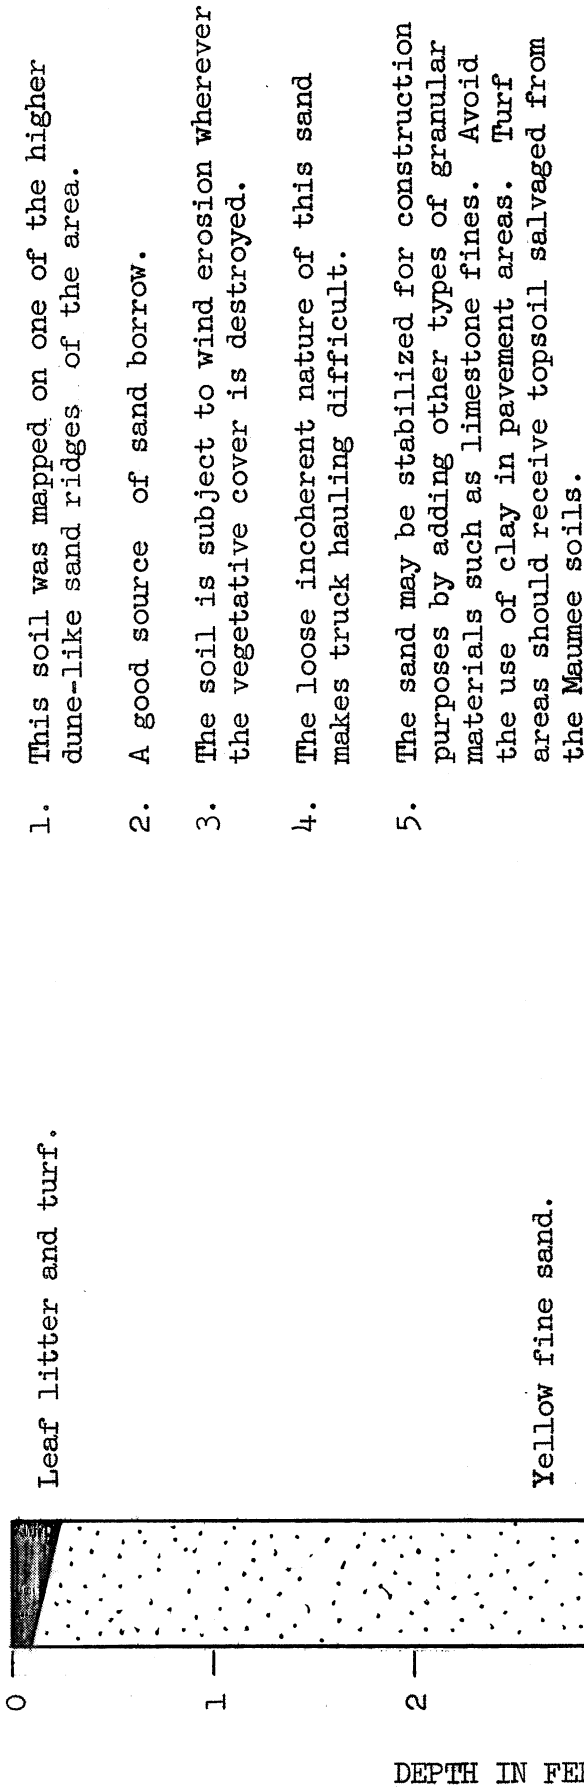 0
1
2
DEPTH IN
Leaf litter and turf.
Yellow fine sand.
1. This soil was mapped on one of the higher
dune-like sand ridges of the area.
2. A good source of sand borrow.
3. The soil is subject to wind erosion wherever
the vegetative cover is destroyed.
4. The loose incoherent nature of this sand
makes truck hauling difficult.
5. The sand may be stabilized for construction
purposes by adding other types of granular
materials such as limestone fines. Avoid
the use of clay in pavement areas. Turf
areas should receive topsoil salvaged from
the Maumee soils.